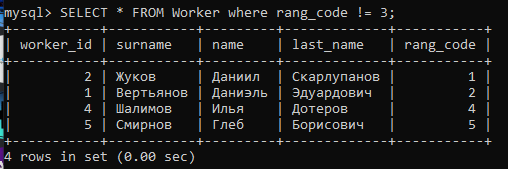 mysql> SELECT * FROM Worker where rang_code != 3;
+-----------+-----------+---------+-------------+-----------+
| worker_id | surname   | name    | last_name   | rang_code |
+-----------+-----------+---------+-------------+-----------+
|         2 | Жуков     | Даниил  | Скарлупанов |         1 |
|         1 | Вертьянов | Даниэль | Эдуардович  |         2 |
|         4 | Шалимов   | Илья    | Дотеров     |         4 |
|         5 | Смирнов   | Глеб    | Борисович   |         5 |
+-----------+-----------+---------+-------------+-----------+
4 rows in set (0.00 sec)